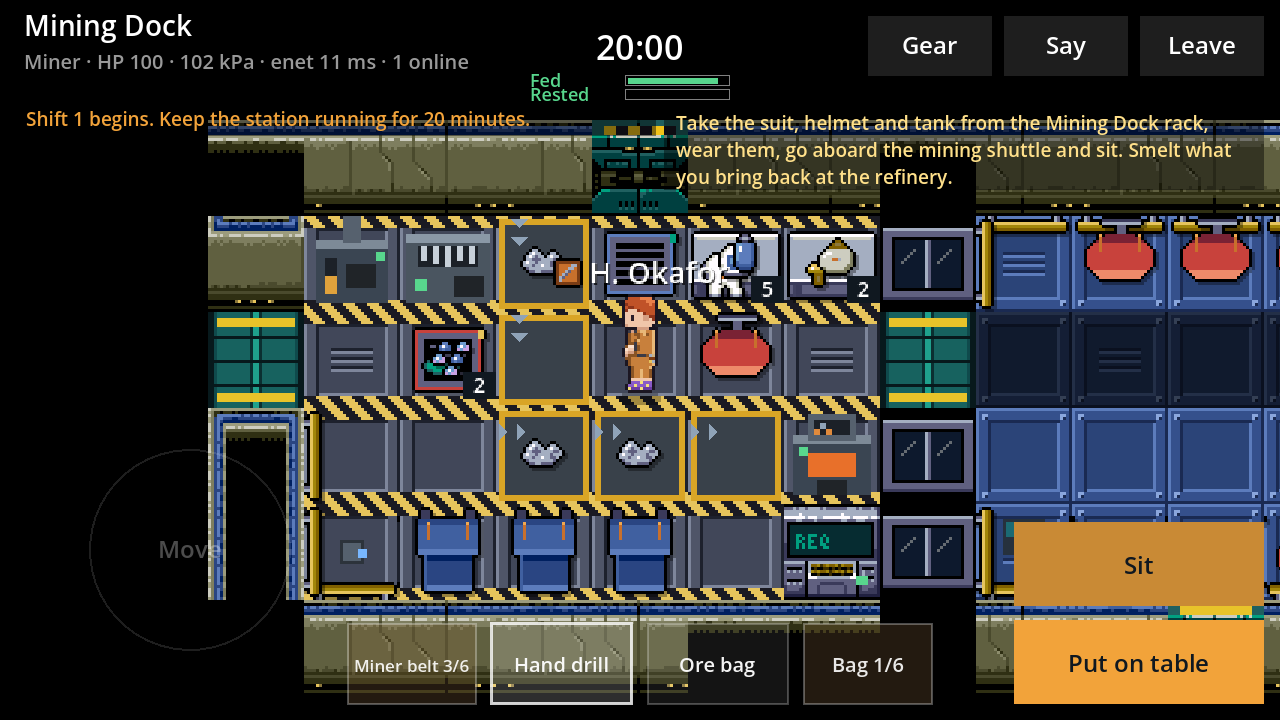 Mining Dock
Miner · HP 100 · 102 kPa · enet 11 ms · 1 online
20:00
Fed
Rested
Gear
Say
Leave
Shift 1 begins. Keep the station running for 20 minutes.
Take the suit, helmet and tank from the Mining Dock rack,
wear them, go aboard the mining shuttle and sit. Smelt what
you bring back at the refinery.
H. Okafor
5
2
2
REQ
Move
Sit
Put on table
Miner belt 3/6
Hand drill
Ore bag
Bag 1/6